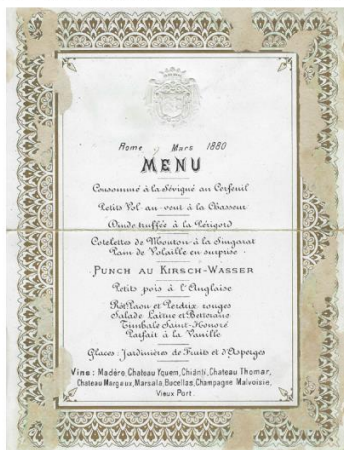 Rome 9 Mars 1880
MENU
Consommé à la Sévigné au Cerfeuil
Petits Vol-au-vent à la Chasseur
Dinde truffée à la Périgord
Cotelettes de Mouton à la Singarat
Pain de Volaille en surprise.
PUNCH AU KIRSCH-WASSER
Petits pois à l'Anglaise
Rôt Paon et Perdrix rouges
Salade Laitue et Betteraves
Timbale Saint-Honoré
Parfait à la Vanille
Glaces: Jardinières de Fruits et d'Asperges
Vins: Madère, Chateau Yquem, Chianti, Chateau Thomar,
Chateau Margaux, Marsala, Bucellas, Champagne Malvoisie,
Vieux Port.